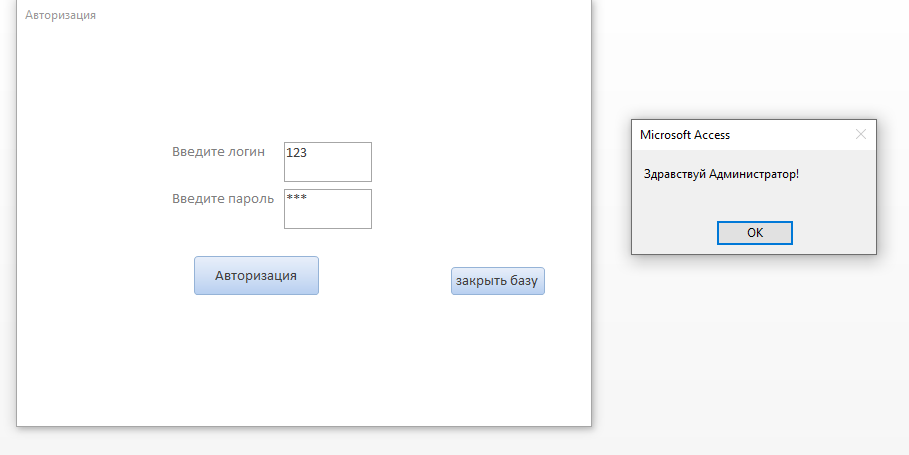 Авторизация
Введите логин
123
Введите пароль
***
Авторизация
закрыть базу
Microsoft Access
Здравствуй Администратор!
OK